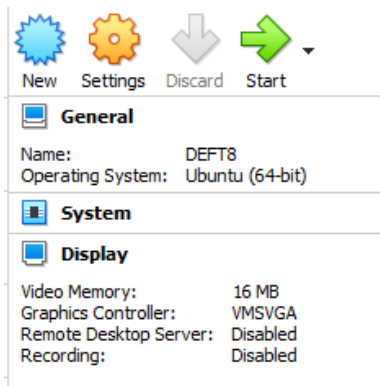 New Settings Discard Start
General
Name: DEFT8
Operating System: Ubuntu (64-bit)
System
Display
Video Memory: 16 MB
Graphics Controller: VMSVGA
Remote Desktop Server: Disabled
Recording: Disabled